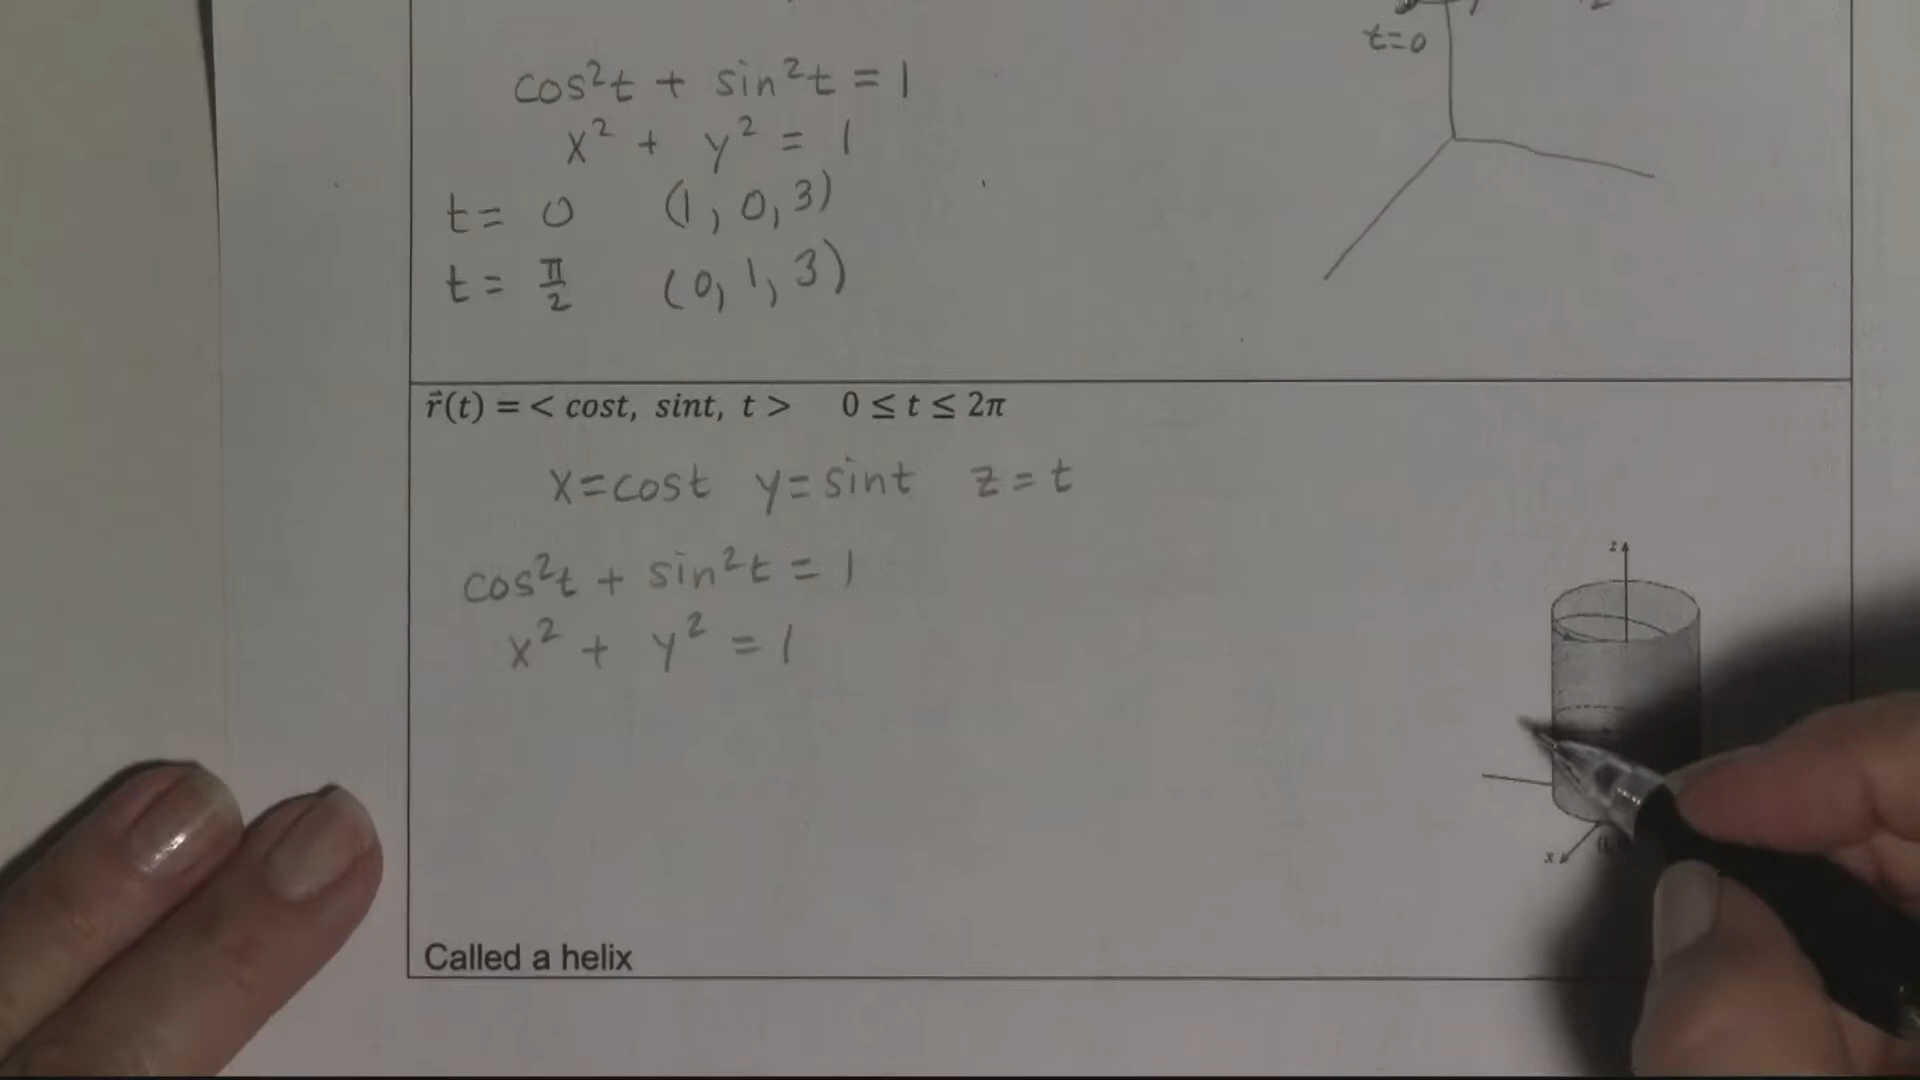 t=0
cos²t + sin²t = 1
x² + y² = 1
t= 0 (1, 0, 3)
t= π/2 (0, 1, 3)
r⃗(t) = < cost, sint, t > 0 ≤ t ≤ 2π
x=cost y=sint z=t
cos²t + sin²t = 1
x² + y² = 1
z
x
Called a helix